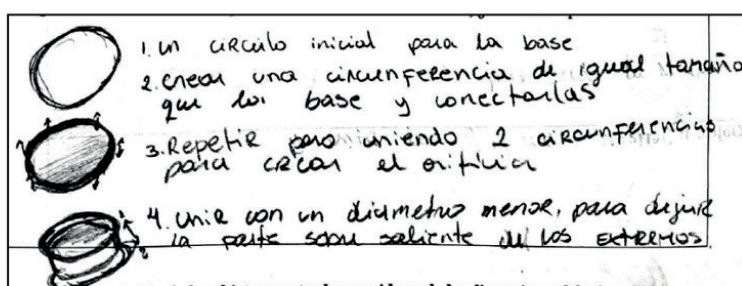 1. un circulo inicial para la base
2. crear una circunferencia de igual tamaño
que la base y conectarlas
3. Repetir pero uniendo 2 circunferencias
para crear el orificio
4. Unir con un diametro menor, para dejar
la parte sobresaliente de los EXTREMOS